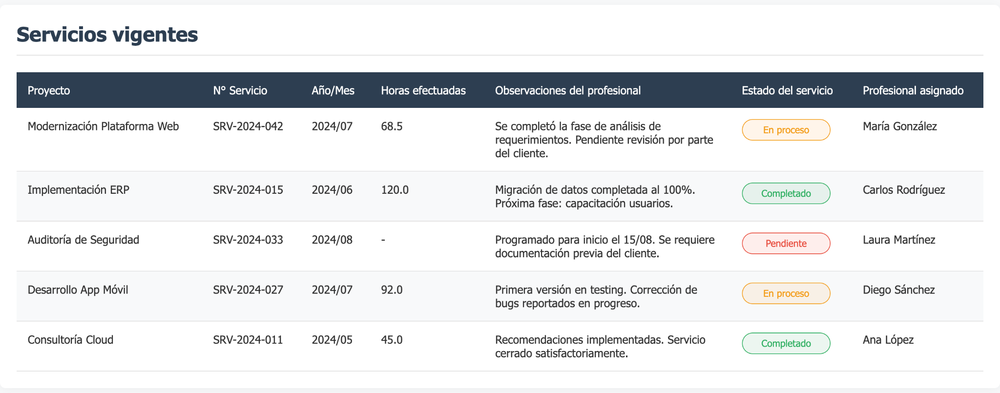 Servicios vigentes
Proyecto N° Servicio Año/Mes Horas efectuadas Observaciones del profesional Estado del servicio Profesional asignado
Modernización Plataforma Web SRV-2024-042 2024/07 68.5 Se completó la fase de análisis de En proceso María González
requerimientos. Pendiente revisión por parte
del cliente.
Implementación ERP SRV-2024-015 2024/06 120.0 Migración de datos completada al 100%. Completado Carlos Rodríguez
Próxima fase: capacitación usuarios.
Auditoría de Seguridad SRV-2024-033 2024/08 - Programado para inicio el 15/08. Se requiere Pendiente Laura Martínez
documentación previa del cliente.
Desarrollo App Móvil SRV-2024-027 2024/07 92.0 Primera versión en testing. Corrección de En proceso Diego Sánchez
bugs reportados en progreso.
Consultoría Cloud SRV-2024-011 2024/05 45.0 Recomendaciones implementadas. Servicio Completado Ana López
cerrado satisfactoriamente.